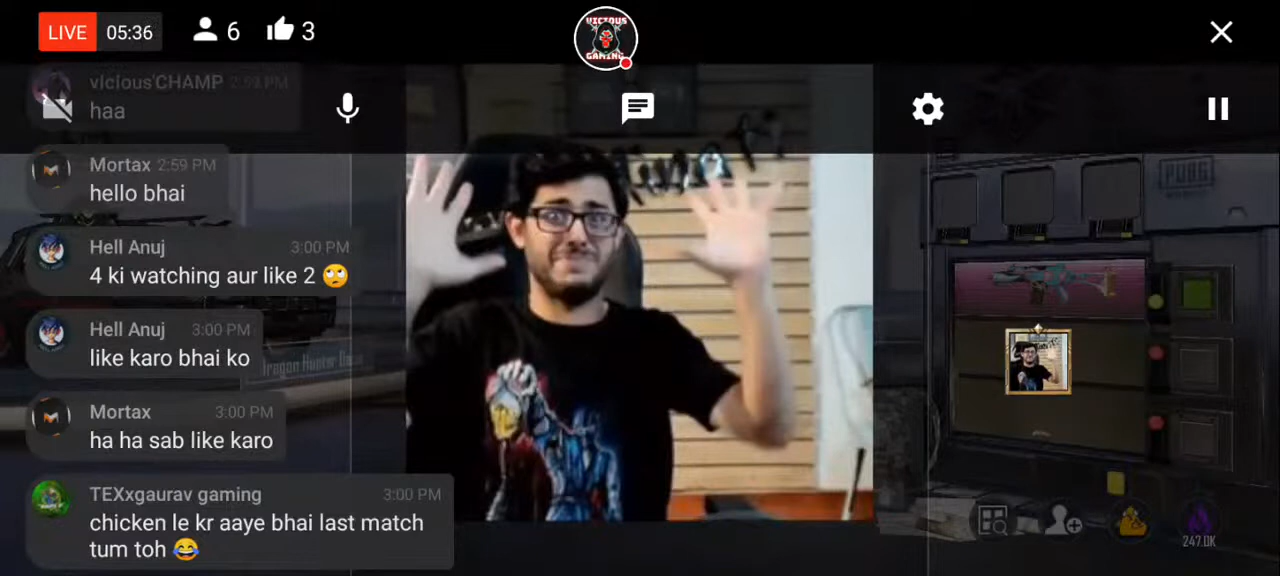 LIVE 05:36 6 3
VICIOUS
GAMING
vicious'CHAMP 2:59 PM
haa
Mortax 2:59 PM
hello bhai
PUBG
Hell Anuj 3:00 PM
4 ki watching aur like 2 🙄
Hell Anuj 3:00 PM
like karo bhai ko
Mortax 3:00 PM
ha ha sab like karo
TEXxgaurav gaming 3:00 PM
chicken le kr aaye bhai last match
tum toh 😂
247.0K